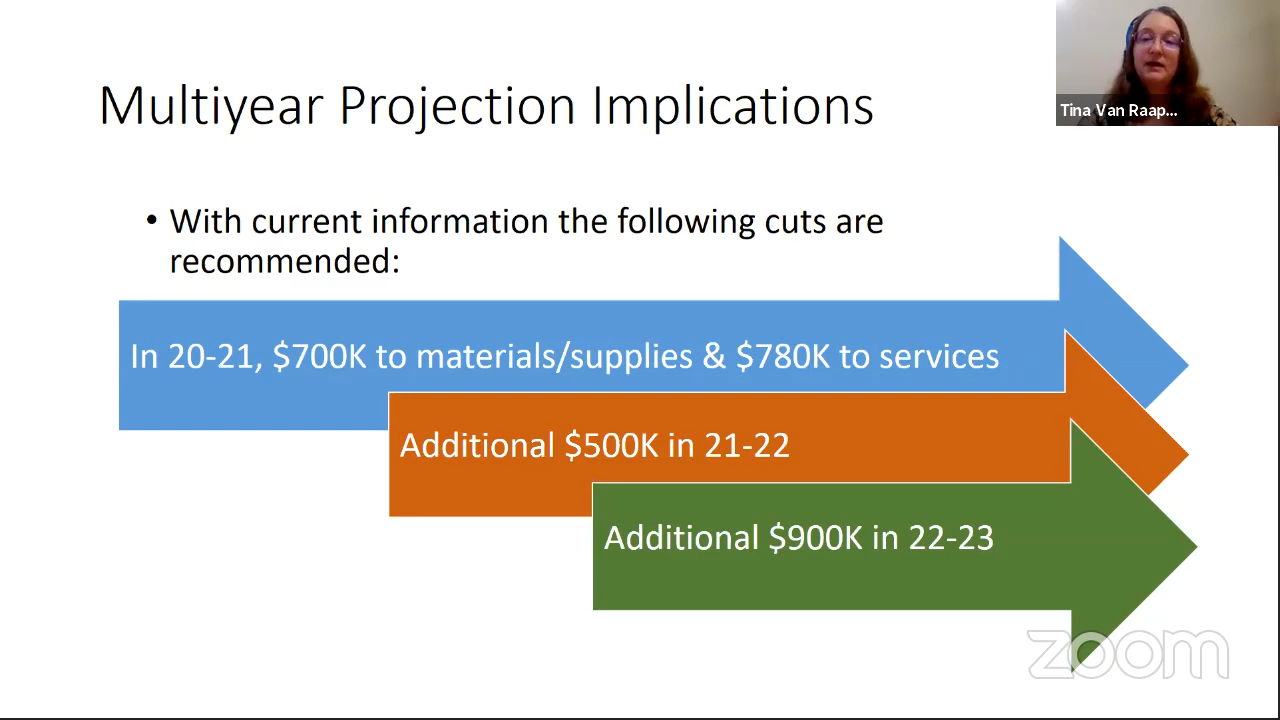 Multiyear Projection Implications
Tina Van Raap...
• With current information the following cuts are
recommended:
In 20-21, $700K to materials/supplies & $780K to services
Additional $500K in 21-22
Additional $900K in 22-23
zoom